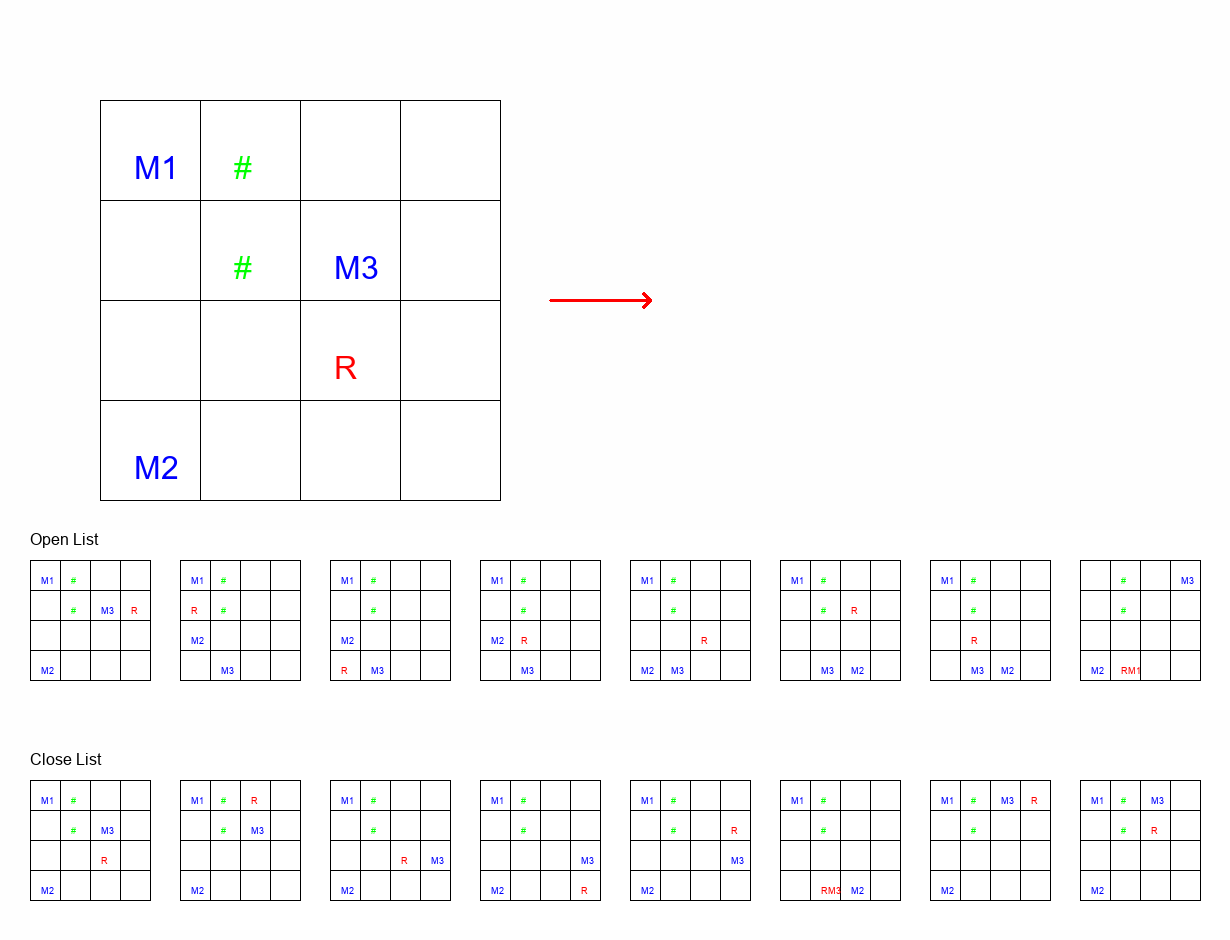 M1 #
# M3
R
M2
Open List
M1 # M1 # M1 # M1 # M1 # M1 # M1 # # M3
# M3 R R # # # # # R # #
M2 M2 M2 R R R
M2 M3 R M3 M3 M2 M3 M3 M2 M3 M2 M2 RM1
Close List
M1 # M1 # R M1 # M1 # M1 # M1 # M1 # M3 R M1 # M3
# M3 # M3 # # # R # # # R
R R M3 M3 M3
M2 M2 M2 R M2 RM3 M2 M2 M2